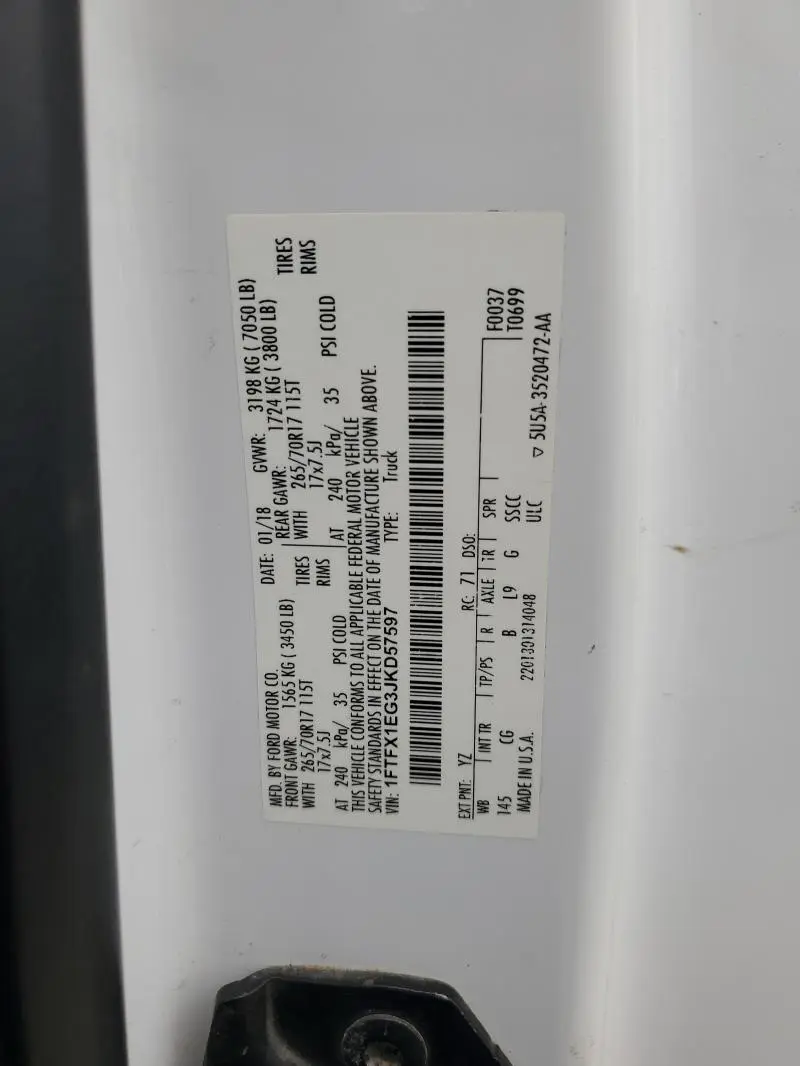 MFD. BY FORD MOTOR CO. DATE: 01/18 GVWR: 3198 KG ( 7050 LB)
FRONT GAWR: 1565 KG ( 3450 LB) REAR GAWR: 1724 KG ( 3800 LB)
WITH 265/70R17 115T TIRES WITH 265/70R17 115T TIRES
17x7.5J RIMS 17x7.5J RIMS
AT 240 kPa/ 35 PSI COLD AT 240 kPa/ 35 PSI COLD
THIS VEHICLE CONFORMS TO ALL APPLICABLE FEDERAL MOTOR VEHICLE
SAFETY STANDARDS IN EFFECT ON THE DATE OF MANUFACTURE SHOWN ABOVE.
VIN: 1FTFX1EG3JKD57597 TYPE: Truck
EXT PNT: YZ RC: 71 DSO:
WB INT TR TP/PS R AXLE TR SPR F0037
145 CG B L9 G SSCC T0699
MADE IN U.S.A. 2201301314048 ULC 5U5A-3520472-AA